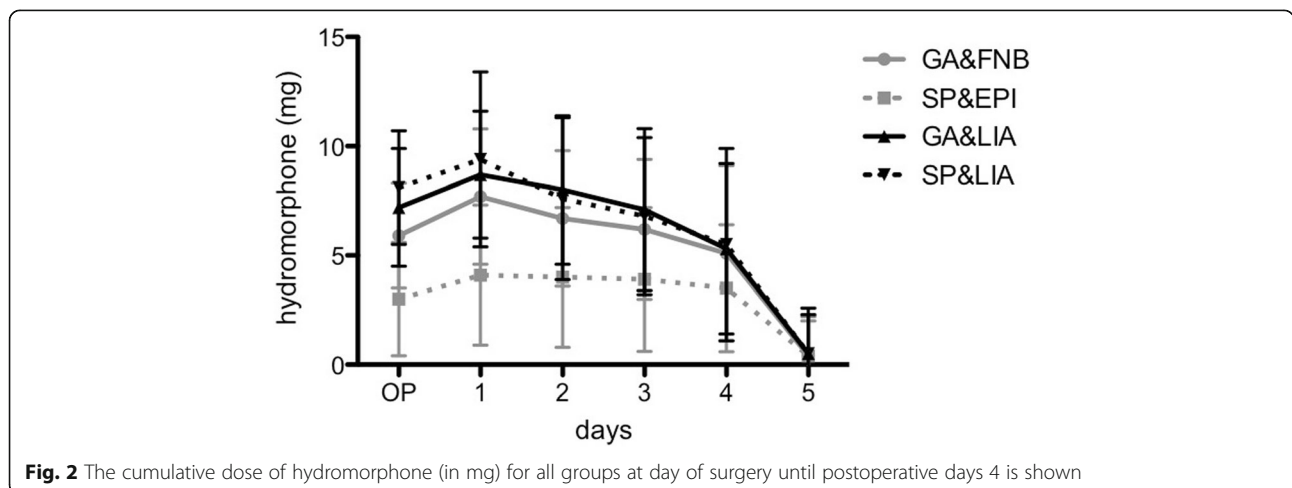 15
10
5
0
hydromorphone (mg)
OP 1 2 3 4 5
days
GA&FNB
SP&EPI
GA&LIA
SP&LIA
Fig. 2 The cumulative dose of hydromorphone (in mg) for all groups at day of surgery until postoperative days 4 is shown